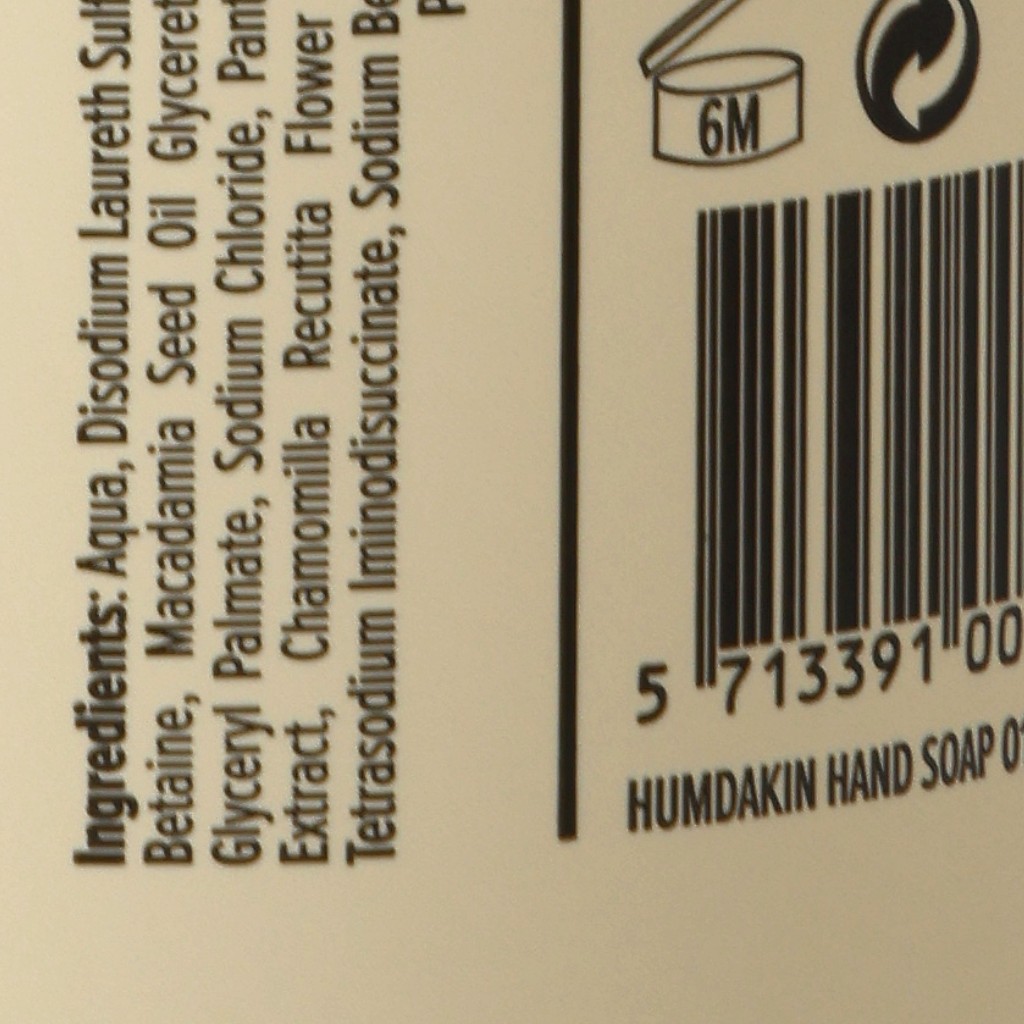 Ingredients: Aqua, Disodium Laureth
Betaine, Macadamia Seed Oil
Glyceryl Palmate, Sodium Chloride,
Extract, Chamomilla Recutita Flower
Tetrasodium Iminodisuccinate, Sodium
6M
5 713391 00
HUMDAKIN HAND SOAP